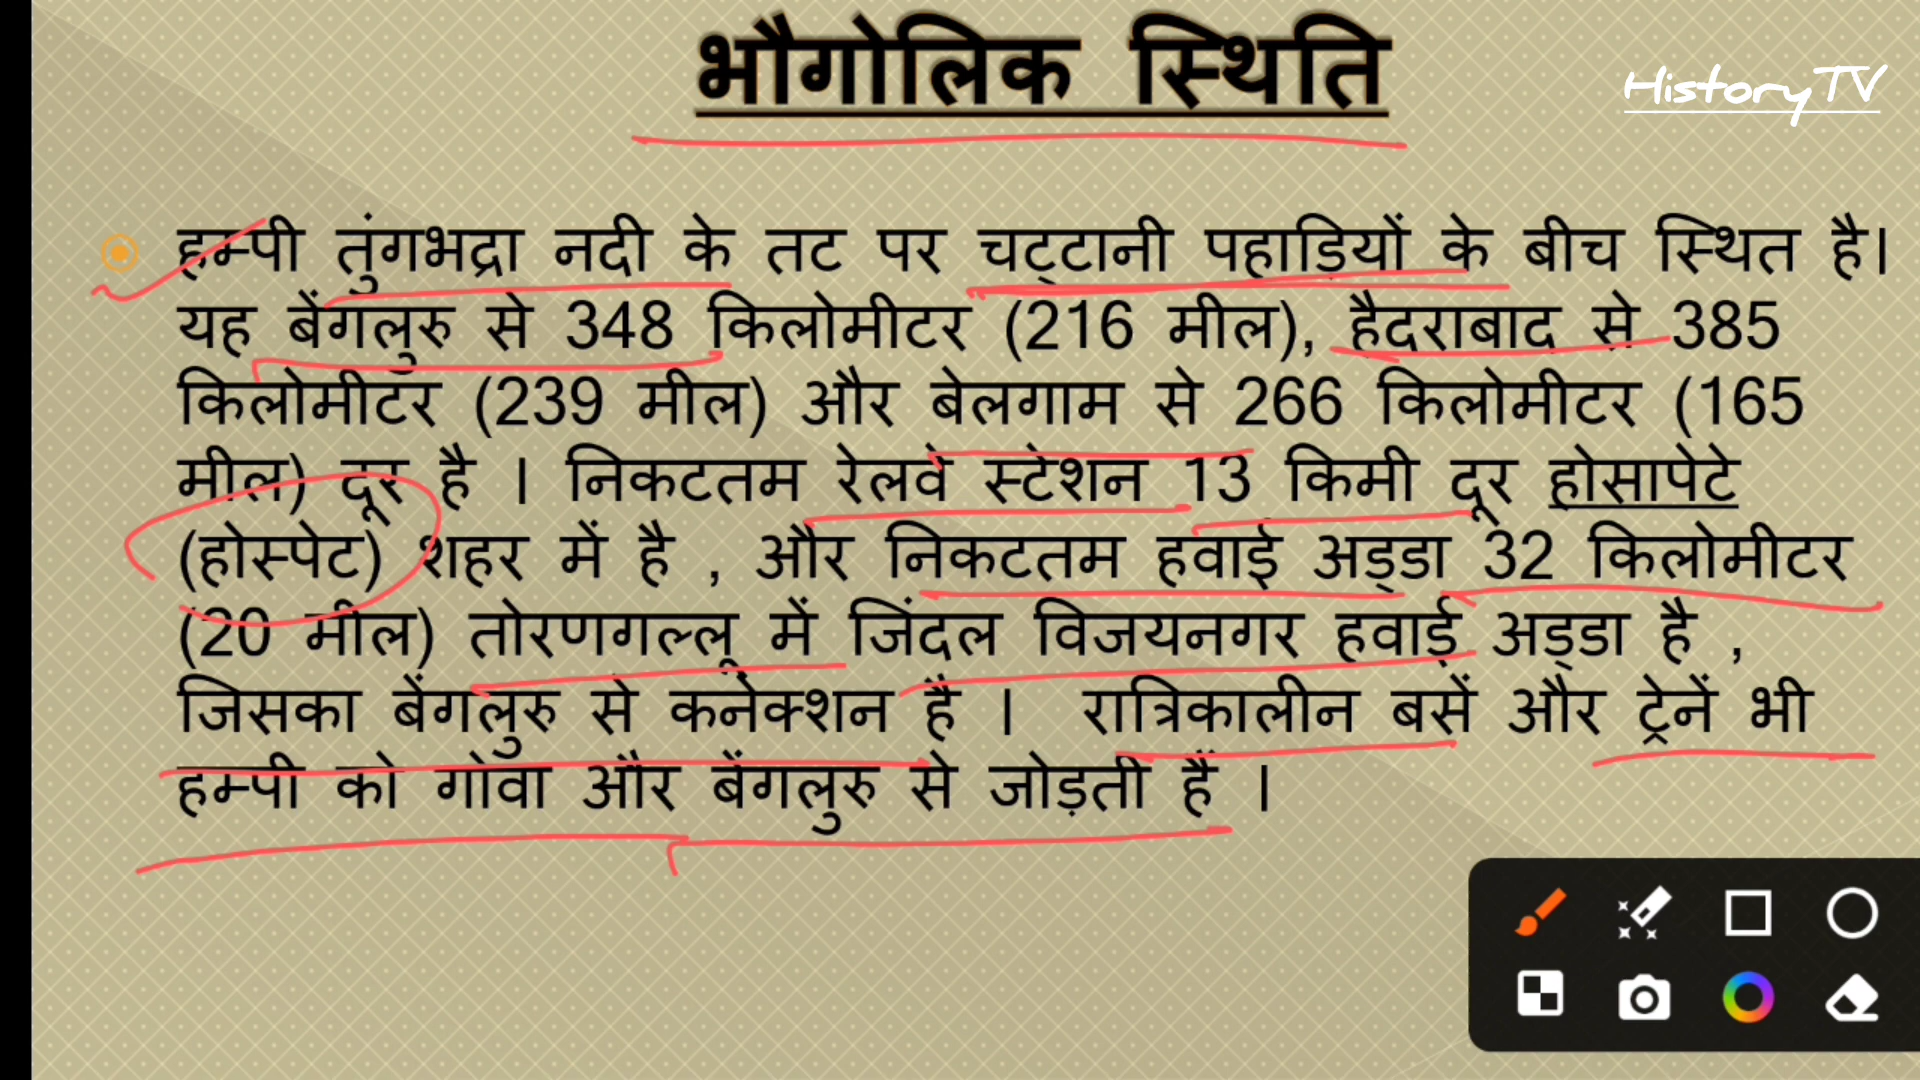 भौगोलिक स्थिति
HistoryTV
हम्पी तुंगभद्रा नदी के तट पर चट्टानी पहाड़ियों के बीच स्थित है।
यह बेंगलुरु से 348 किलोमीटर (216 मील), हैदराबाद से 385
किलोमीटर (239 मील) और बेलगाम से 266 किलोमीटर (165
मील) दूर है । निकटतम रेलवे स्टेशन 13 किमी दूर होसापेटे
(होस्पेट) शहर में है , और निकटतम हवाई अड्डा 32 किलोमीटर
(20 मील) तोरणगल्लू में जिंदल विजयनगर हवाई अड्डा है ,
जिसका बेंगलुरु से कनेक्शन है । रात्रिकालीन बसें और ट्रेनें भी
हम्पी को गोवा और बेंगलुरु से जोड़ती हैं ।